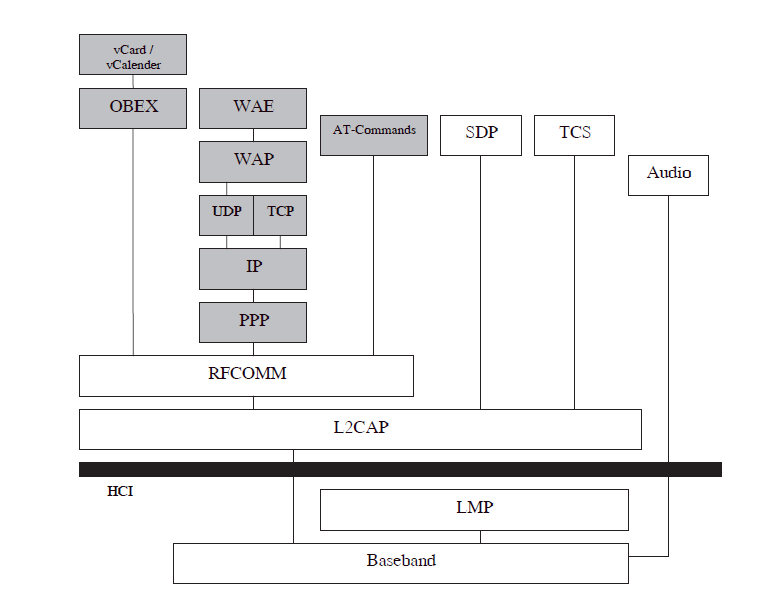 vCard /
vCalender
OBEX
WAE
AT-Commands
SDP
TCS
WAP
Audio
UDP
TCP
IP
PPP
RFCOMM
L2CAP
HCI
LMP
Baseband